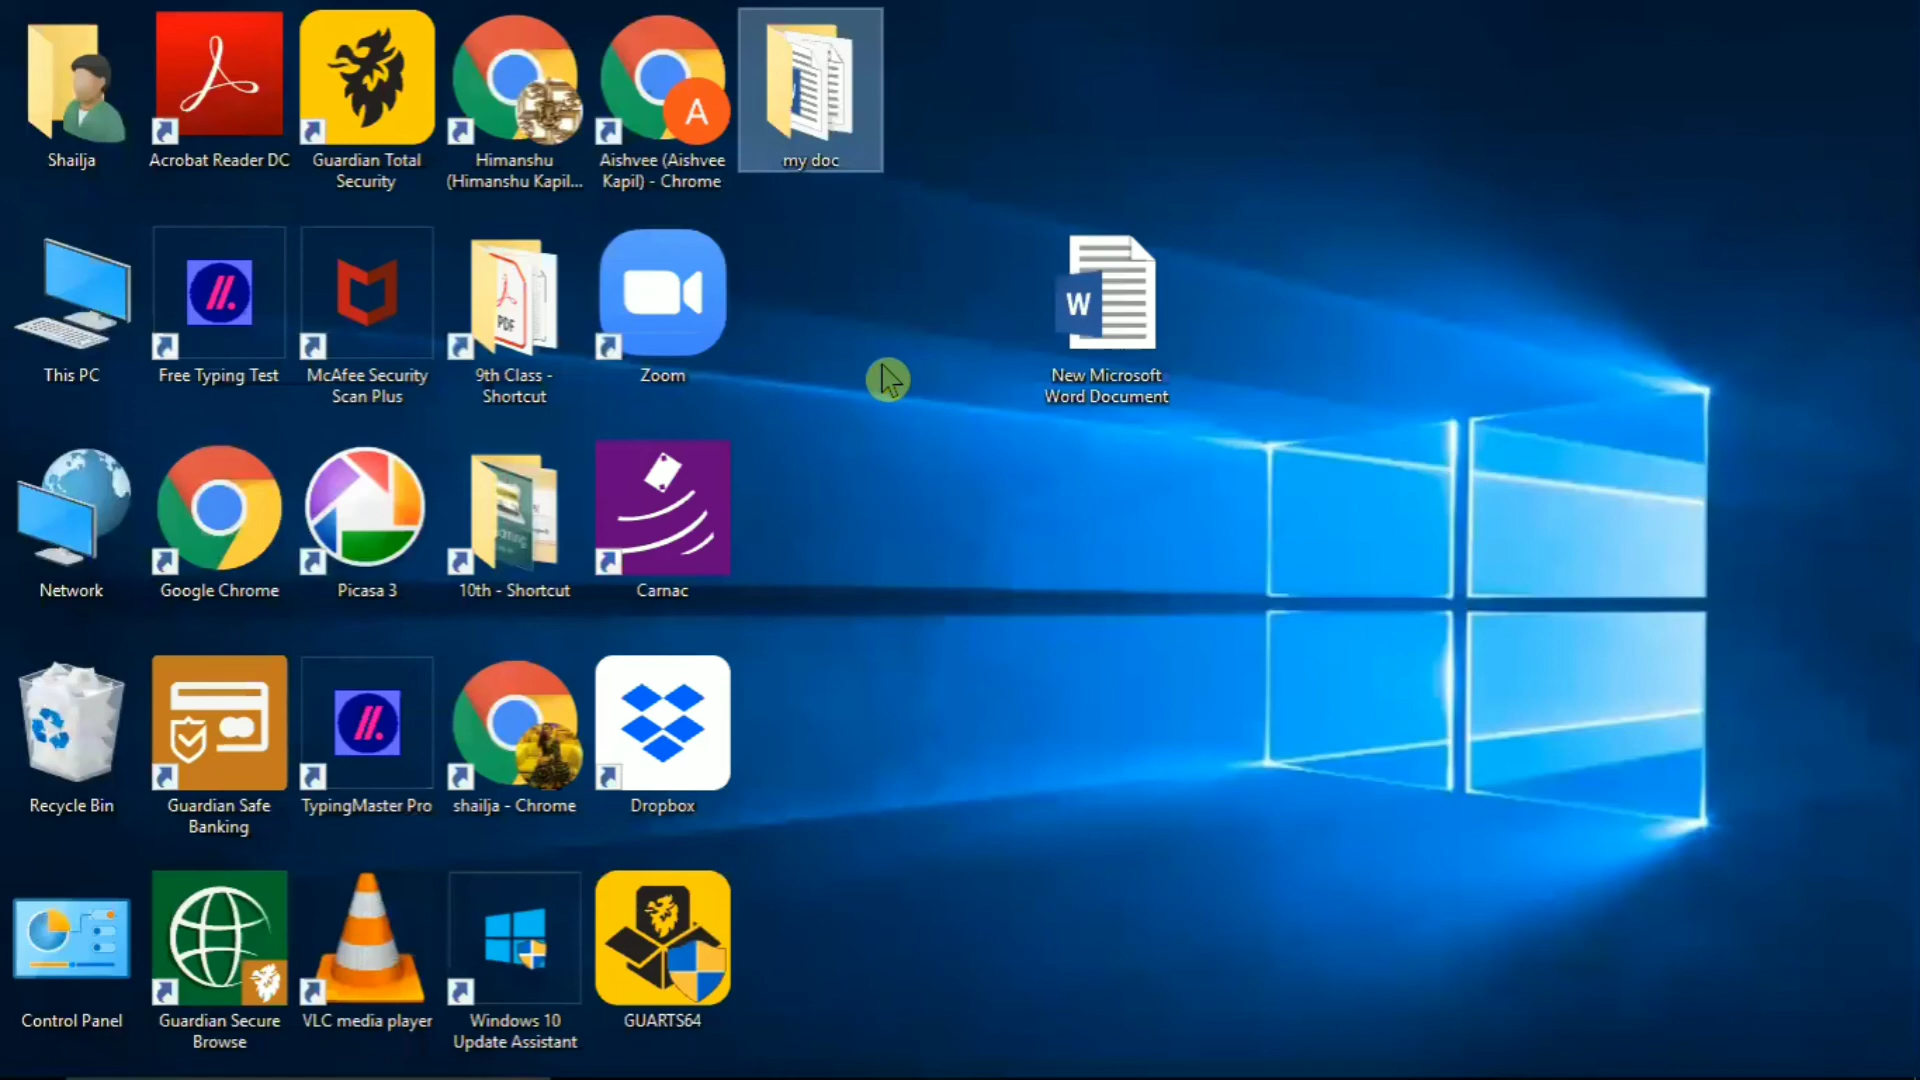 Shailja
Acrobat Reader DC
Guardian Total
Security
Himanshu
(Himanshu Kapil...
Aishvee (Aishvee
Kapil) - Chrome
A
my doc
This PC
Free Typing Test
McAfee Security
Scan Plus
PDF
9th Class -
Shortcut
Zoom
W
New Microsoft
Word Document
Network
Google Chrome
Picasa 3
10th - Shortcut
Carnac
Recycle Bin
Guardian Safe
Banking
TypingMaster Pro
shailja - Chrome
Dropbox
Control Panel
Guardian Secure
Browse
VLC media player
Windows 10
Update Assistant
GUARTS64